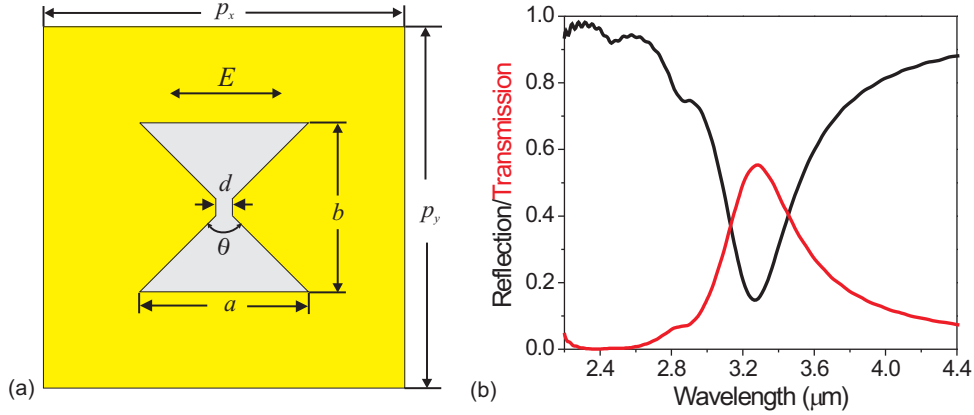 p_x
E
d
b
p_y
θ
a
(a)
Reflection/Transmission
1.0
0.8
0.6
0.4
0.2
0.0
2.4 2.8 3.2 3.6 4.0 4.4
Wavelength (μm)
(b)